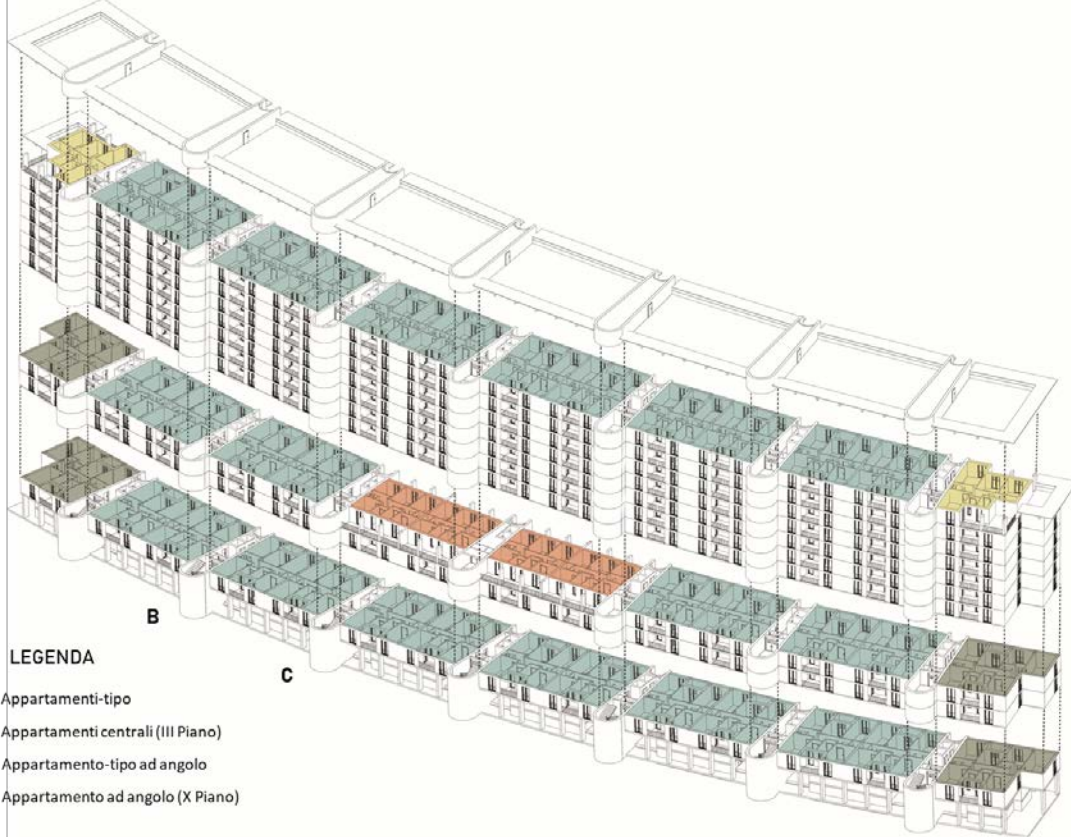 B
LEGENDA
C
Appartamenti-tipo
Appartamenti centrali (III Piano)
Appartamento-tipo ad angolo
Appartamento ad angolo (X Piano)